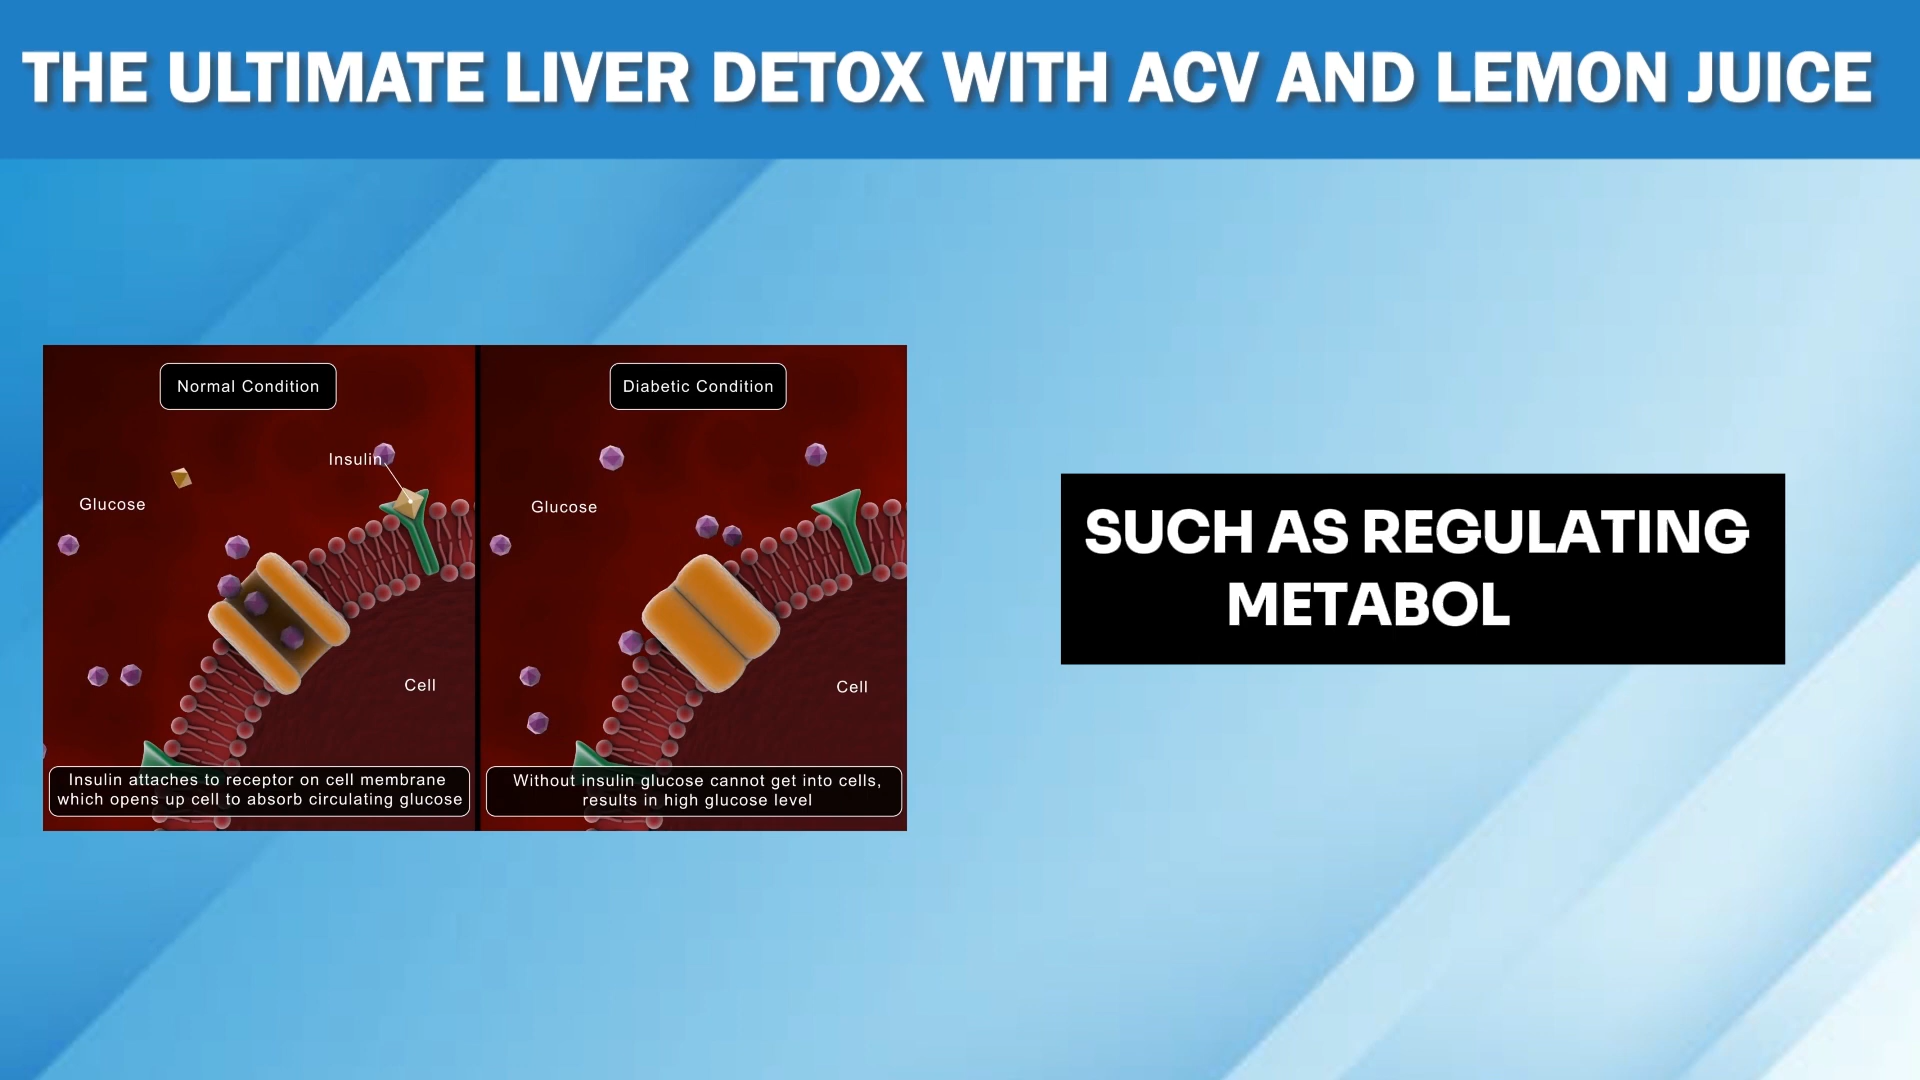 THE ULTIMATE LIVER DETOX WITH ACV AND LEMON JUICE
Normal Condition
Insulin
Glucose
Cell
Insulin attaches to receptor on cell membrane
which opens up cell to absorb circulating glucose
Diabetic Condition
Glucose
Cell
Without insulin glucose cannot get into cells,
results in high glucose level
SUCH AS REGULATING
METABOL